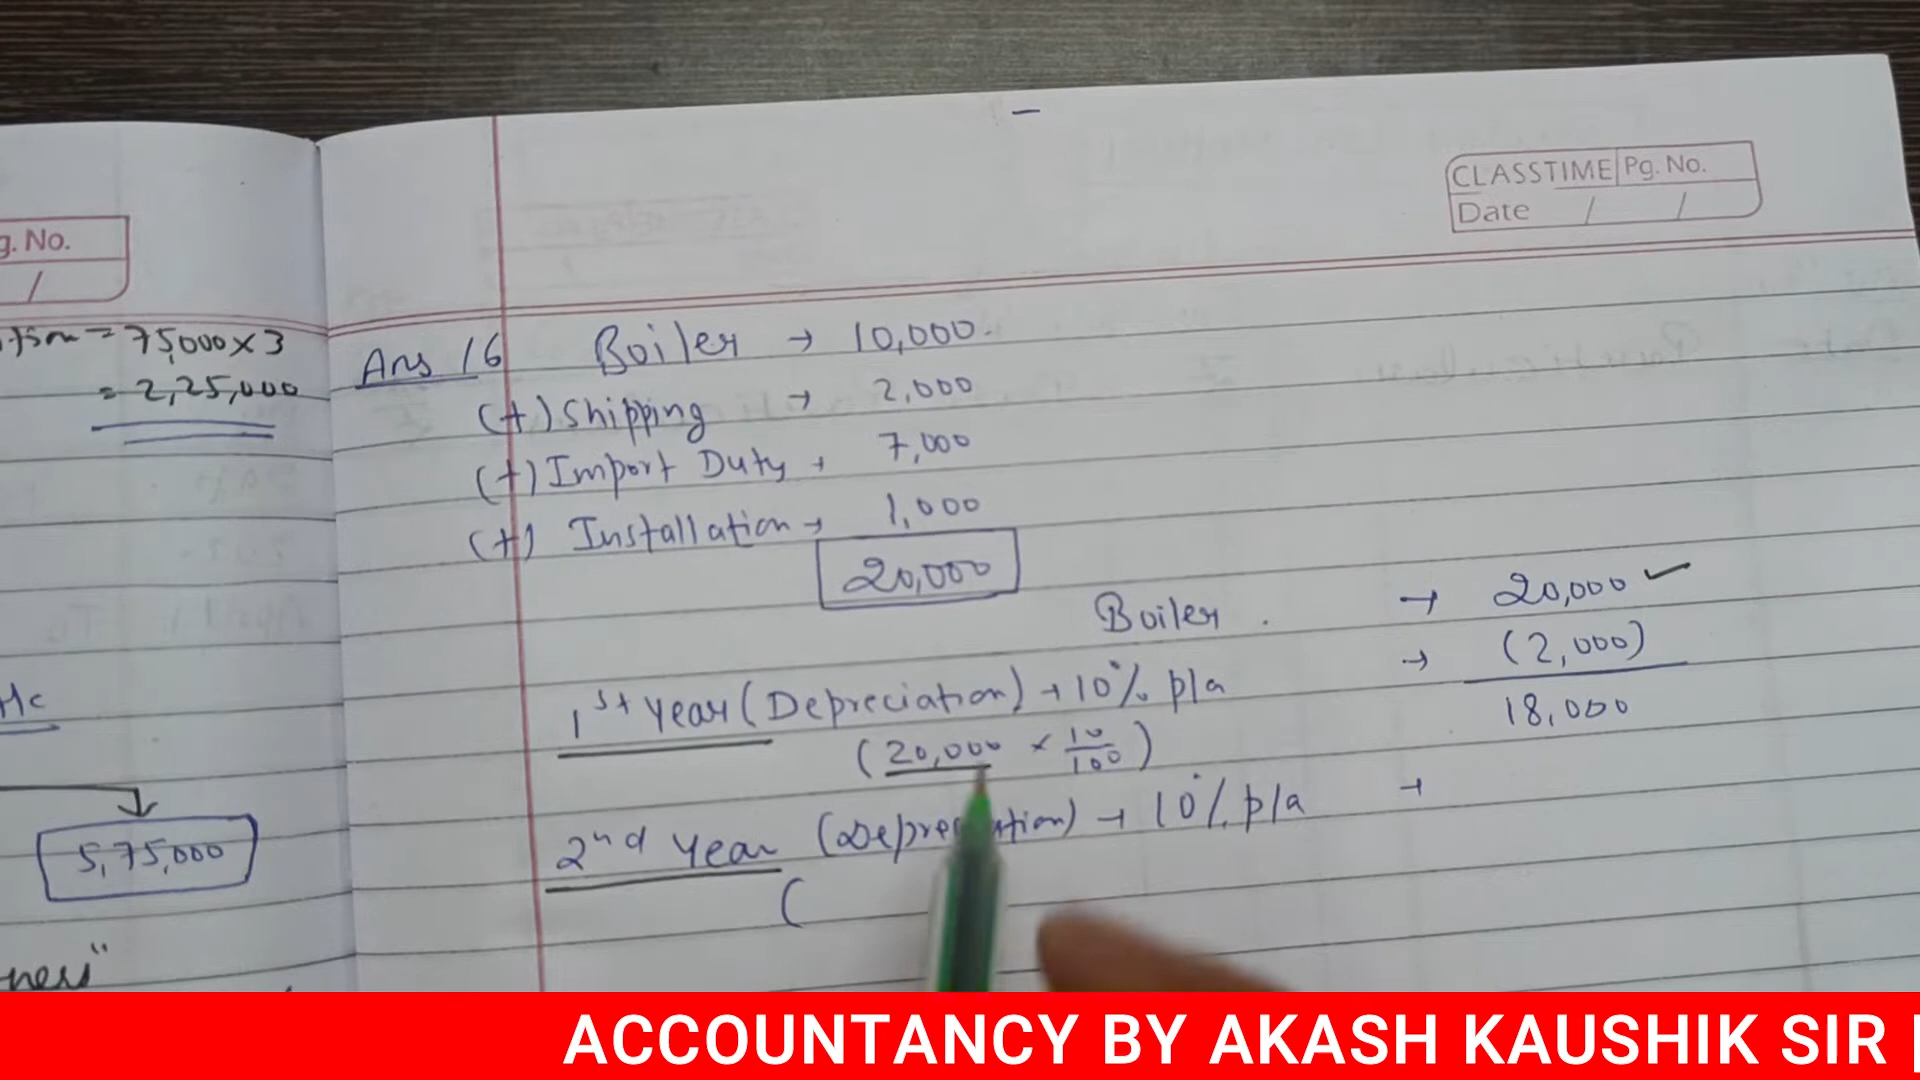 g. No.
/
= 75,000 x 3
= 2,25,000
5,75,000
CLASSTIME Pg. No.
Date / /
Ans 16 Boiler → 10,000.
(+) Shipping → 2,000
(+) Import Duty → 7,000
(+) Installation → 1,000
20,000
Boiler . → 20,000 ✓
1st Year (Depreciation) → 10% p/a → (2,000)
18,000
(20,000 × 10/100)
2nd Year (Depreciation) → 10% p/a →
(
ACCOUNTANCY BY AKASH KAUSHIK SIR |